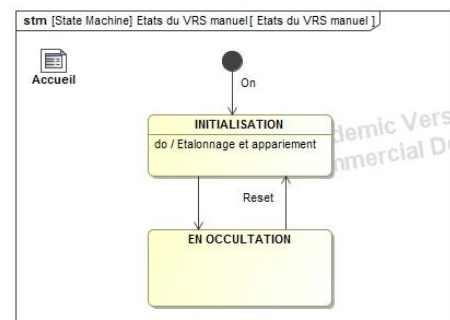 stm [State Machine] Etats du VRS manuel[ Etats du VRS manuel ]
Accueil
On
INITIALISATION
do / Etalonnage et appariement
Reset
EN OCCULTATION